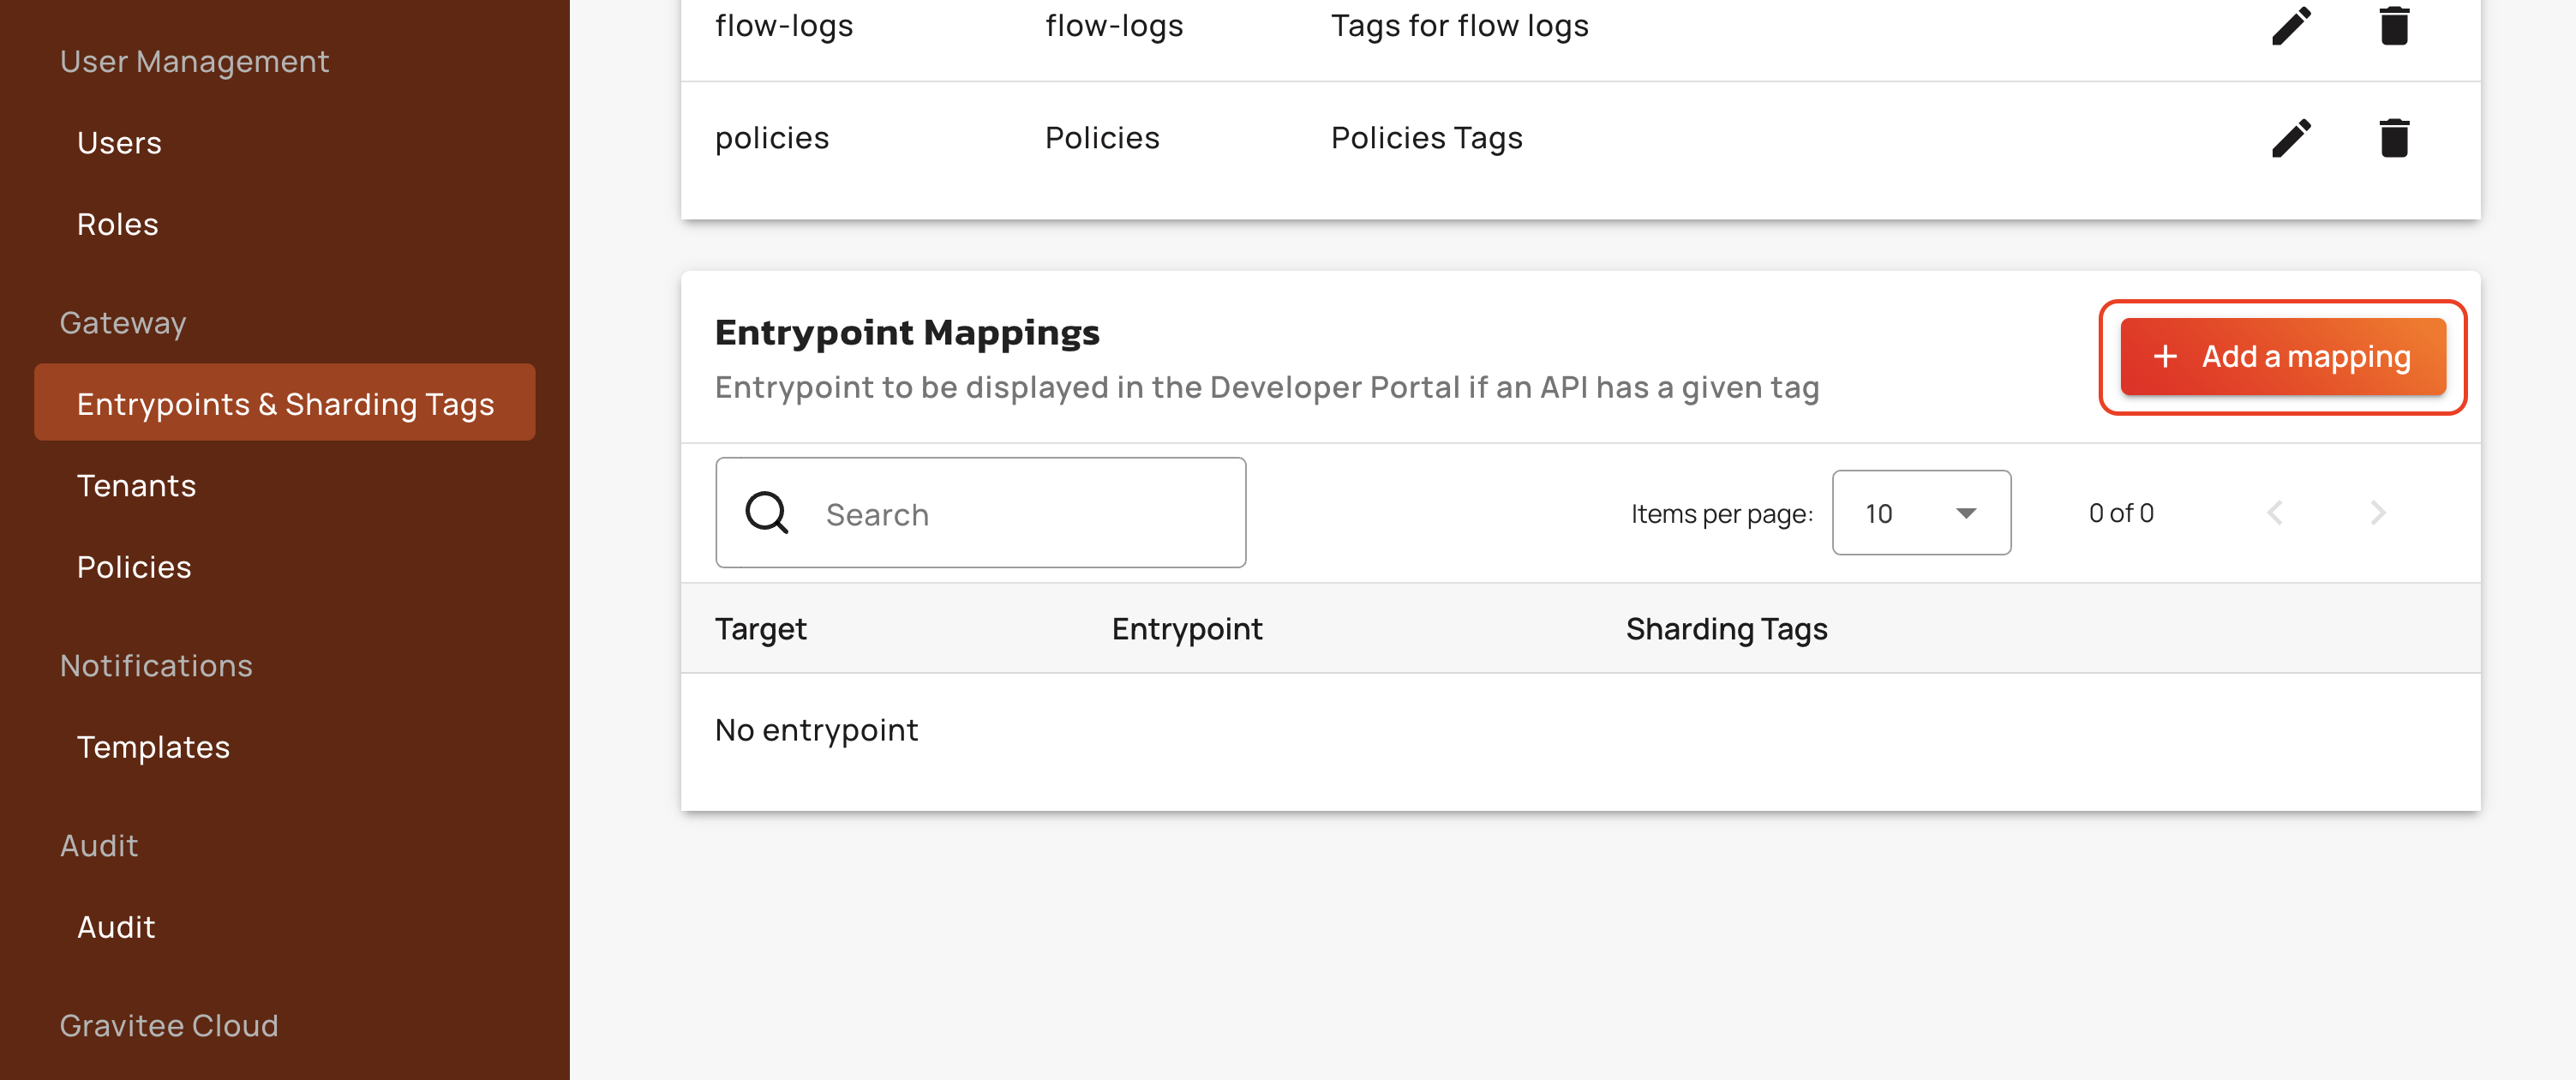 User Management
Users
Roles
Gateway
Entrypoints & Sharding Tags
Tenants
Policies
Notifications
Templates
Audit
Audit
Gravitee Cloud
flow-logs flow-logs Tags for flow logs
policies Policies Policies Tags
Entrypoint Mappings
Entrypoint to be displayed in the Developer Portal if an API has a given tag
+ Add a mapping
Search
Items per page: 10 0 of 0
Target Entrypoint Sharding Tags
No entrypoint